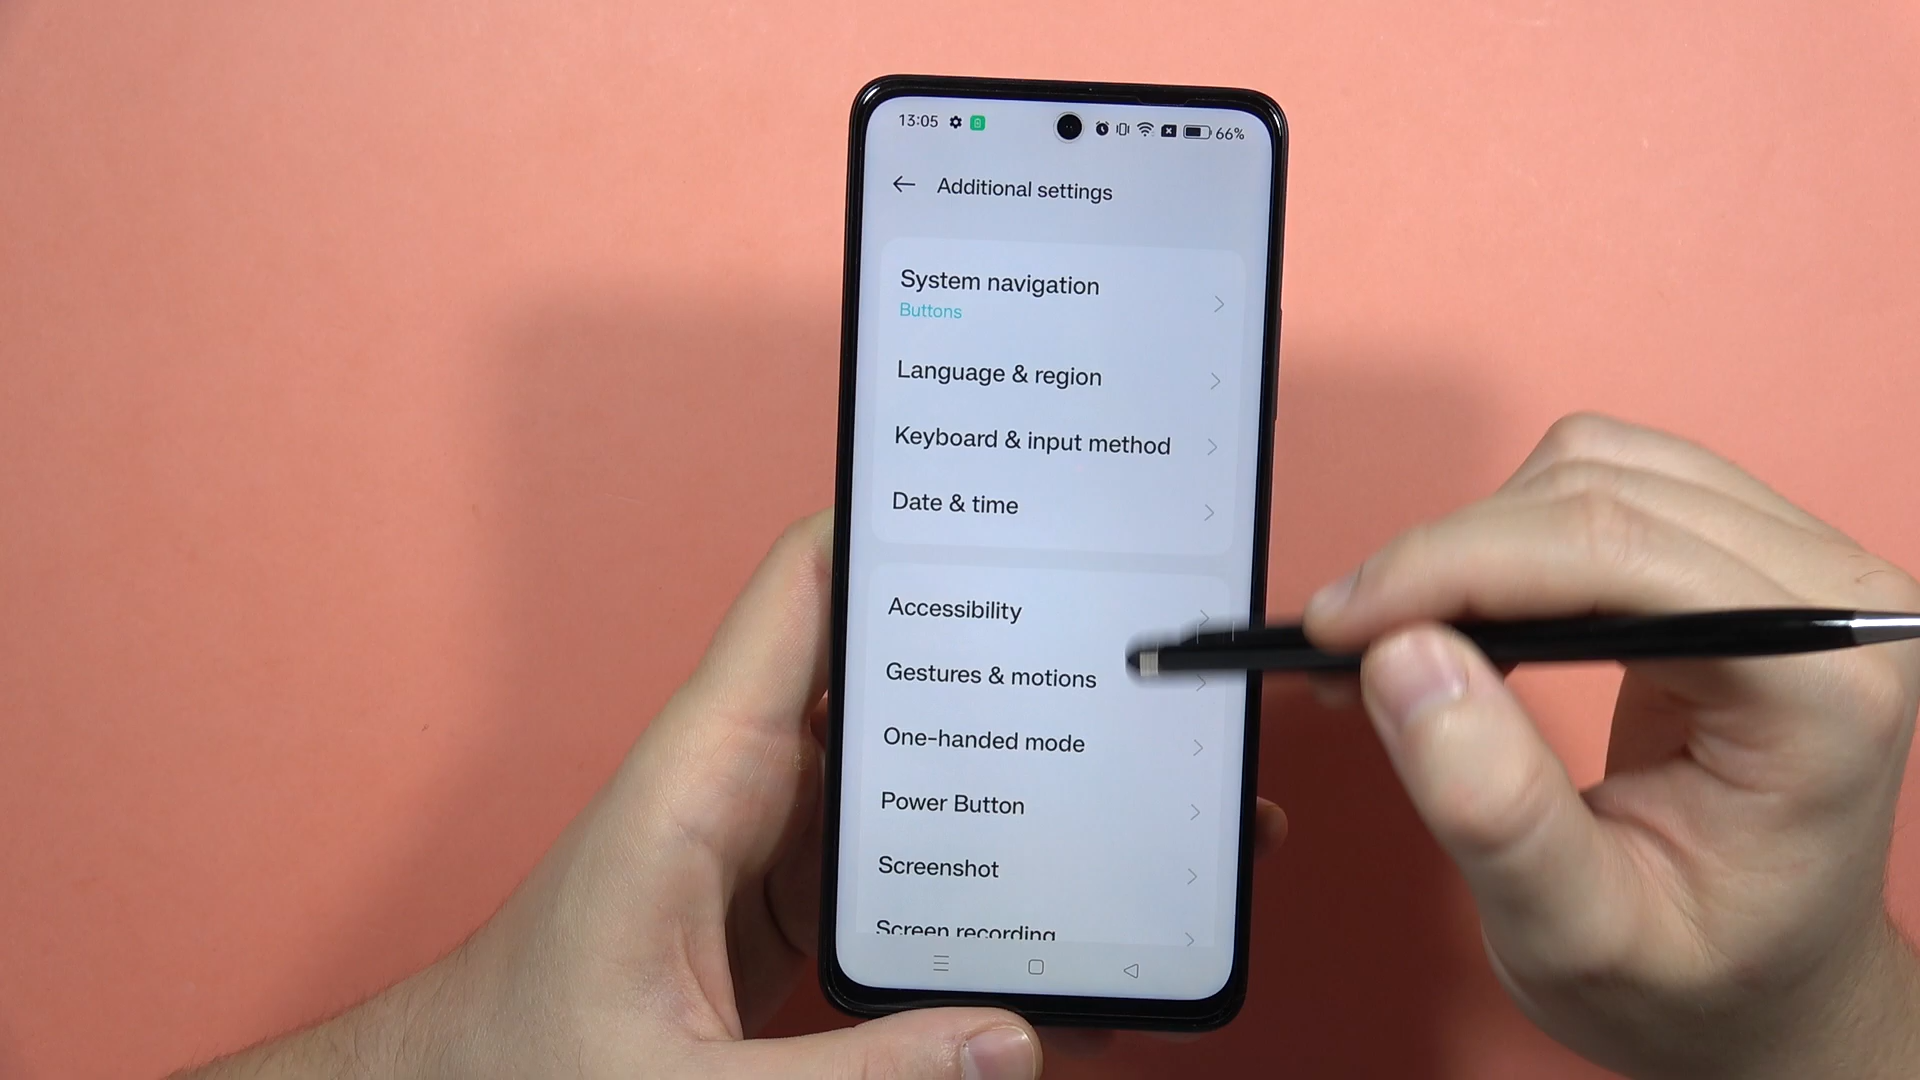 13:05 66%
Additional settings
System navigation
Buttons
Language & region
Keyboard & input method
Date & time
Accessibility
Gestures & motions
One-handed mode
Power Button
Screenshot
Screen recording